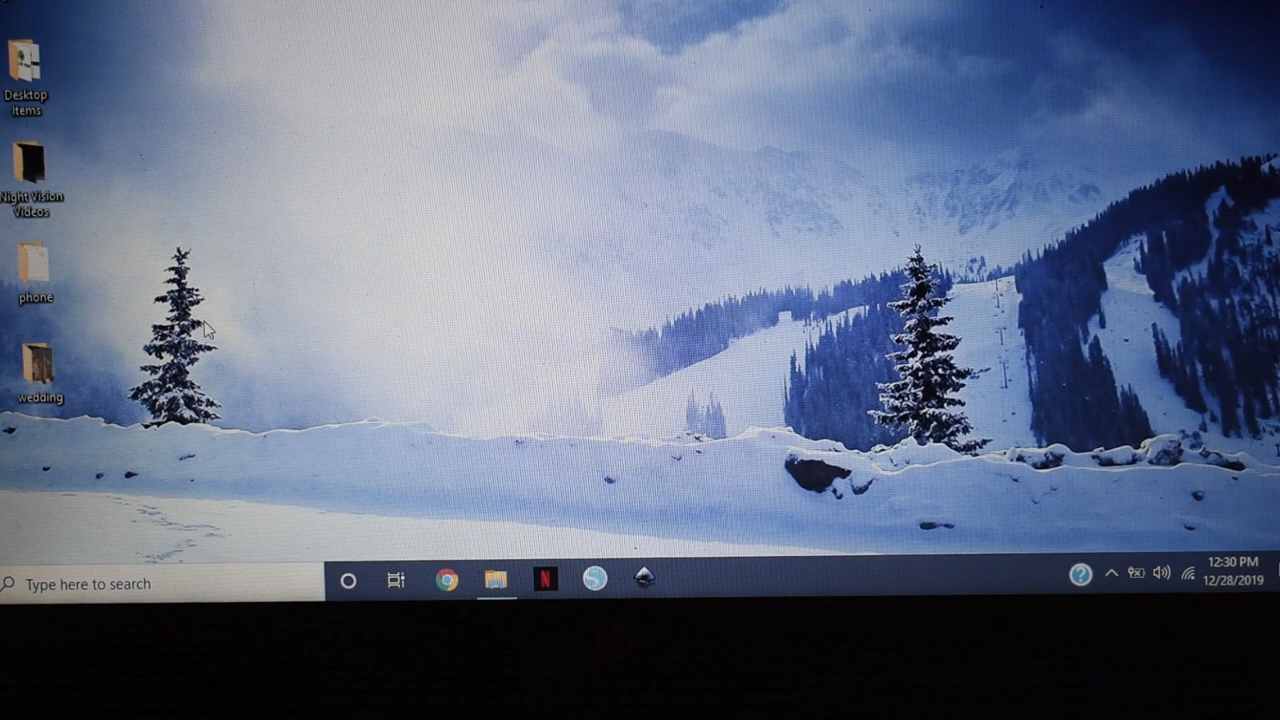 Desktop
Items
Night Vision
Videos
phone
wedding
Type here to search
N
S
?
12:30 PM
12/28/2019